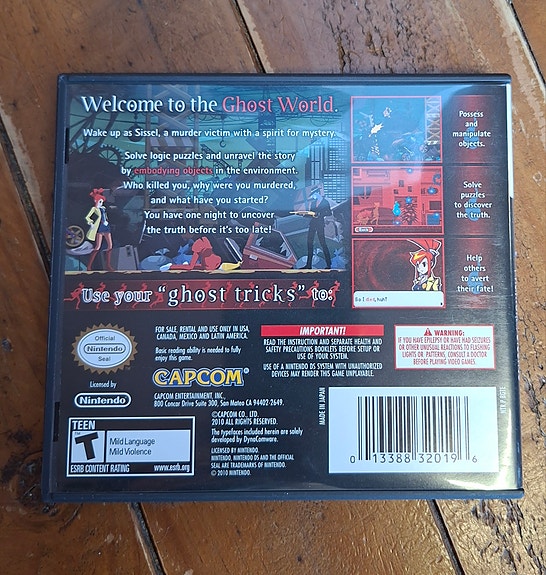 Welcome to the Ghost World.
Wake up as Sissel, a murder victim with a spirit for mystery.
Solve logic puzzles and unravel the story
by embodying objects in the environment.
Who killed you, why were you murdered,
and what have you started?
You have one night to uncover
the truth before it's too late!
Possess
and
manipulate
objects.
Solve
puzzles
to discover
the truth.
Help
others
to avert
their fate!
Use your "ghost tricks" to:
Official
Nintendo
Seal
Licensed by
Nintendo
FOR SALE, RENTAL AND USE ONLY IN USA,
CANADA, MEXICO AND LATIN AMERICA.
Basic reading ability is needed to fully
enjoy this game.
CAPCOM®
CAPCOM ENTERTAINMENT, INC.,
800 Concar Drive Suite 300, San Mateo CA 94402-2649.
©CAPCOM CO., LTD.
2010 ALL RIGHTS RESERVED.
The typefaces included herein are solely
developed by DynaComware.
LICENSED BY NINTENDO.
NINTENDO, NINTENDO DS AND THE OFFICIAL
SEAL ARE TRADEMARKS OF NINTENDO.
© 2010 NINTENDO.
IMPORTANT!
READ THE INSTRUCTION AND SEPARATE HEALTH AND
SAFETY PRECAUTIONS BOOKLETS BEFORE SETUP OR
USE OF YOUR SYSTEM.
USE OF A NINTENDO DS SYSTEM WITH UNAUTHORIZED
DEVICES MAY RENDER THIS GAME UNPLAYABLE.
WARNING:
IF YOU HAVE EPILEPSY OR HAVE HAD SEIZURES
OR OTHER UNUSUAL REACTIONS TO FLASHING
LIGHTS OR PATTERNS, CONSULT A DOCTOR
BEFORE PLAYING VIDEO GAMES.
TEEN
T
Mild Language
Mild Violence
ESRB CONTENT RATING
www.esrb.org
MADE IN JAPAN
0 13388 32019 6